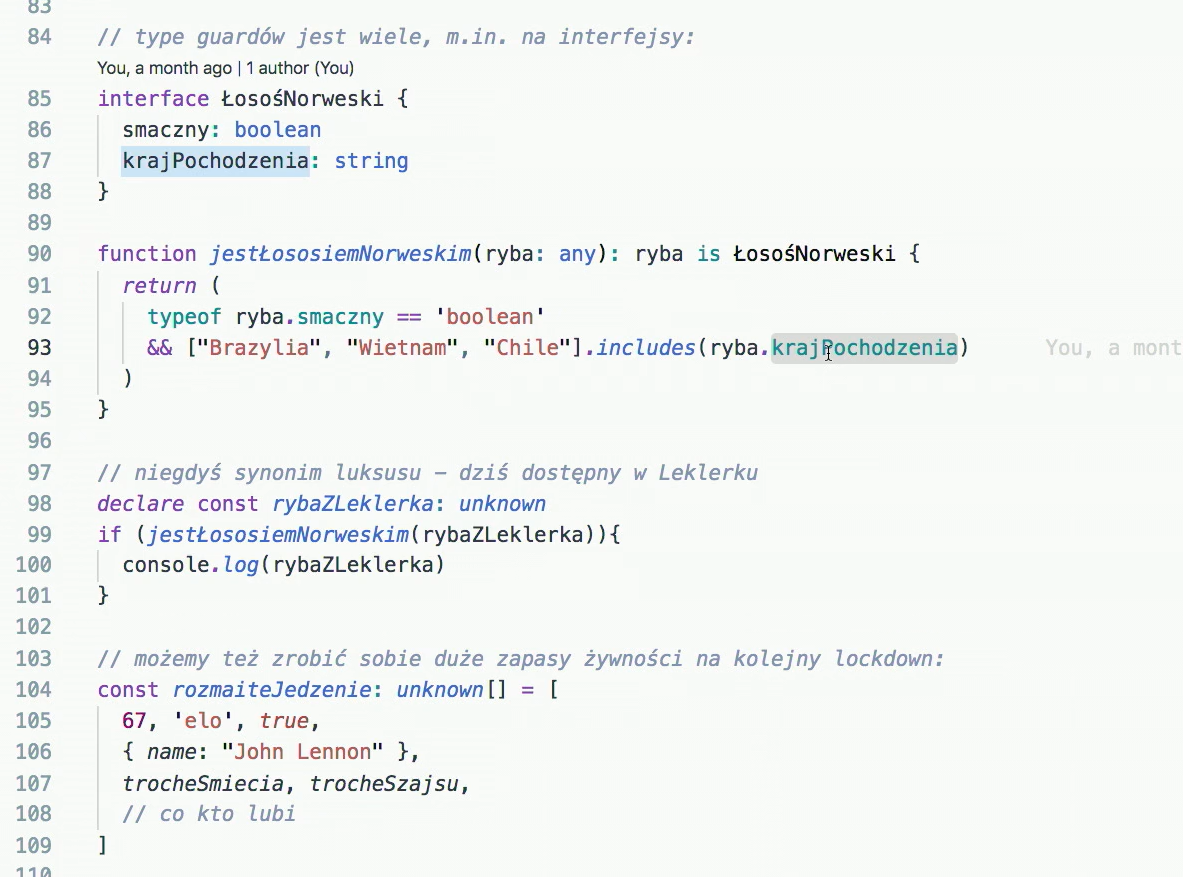 83
84 // type guardów jest wiele, m.in. na interfejsy:
You, a month ago | 1 author (You)
85 interface ŁosośNorweski {
86   smaczny: boolean
87   krajPochodzenia: string
88 }
89
90 function jestŁososiemNorweskim(ryba: any): ryba is ŁosośNorweski {
91   return (
92     typeof ryba.smaczny == 'boolean'
93     && ["Brazylia", "Wietnam", "Chile"].includes(ryba.krajPochodzenia) You, a mont
94   )
95 }
96
97 // niegdyś synonim luksusu – dziś dostępny w Leklerku
98 declare const rybaZLeklerka: unknown
99 if (jestŁososiemNorweskim(rybaZLeklerka)){
100   console.log(rybaZLeklerka)
101 }
102
103 // możemy też zrobić sobie duże zapasy żywności na kolejny lockdown:
104 const rozmaiteJedzenie: unknown[] = [
105   67, 'elo', true,
106   { name: "John Lennon" },
107   trocheSmiecia, trocheSzajsu,
108   // co kto lubi
109 ]
110